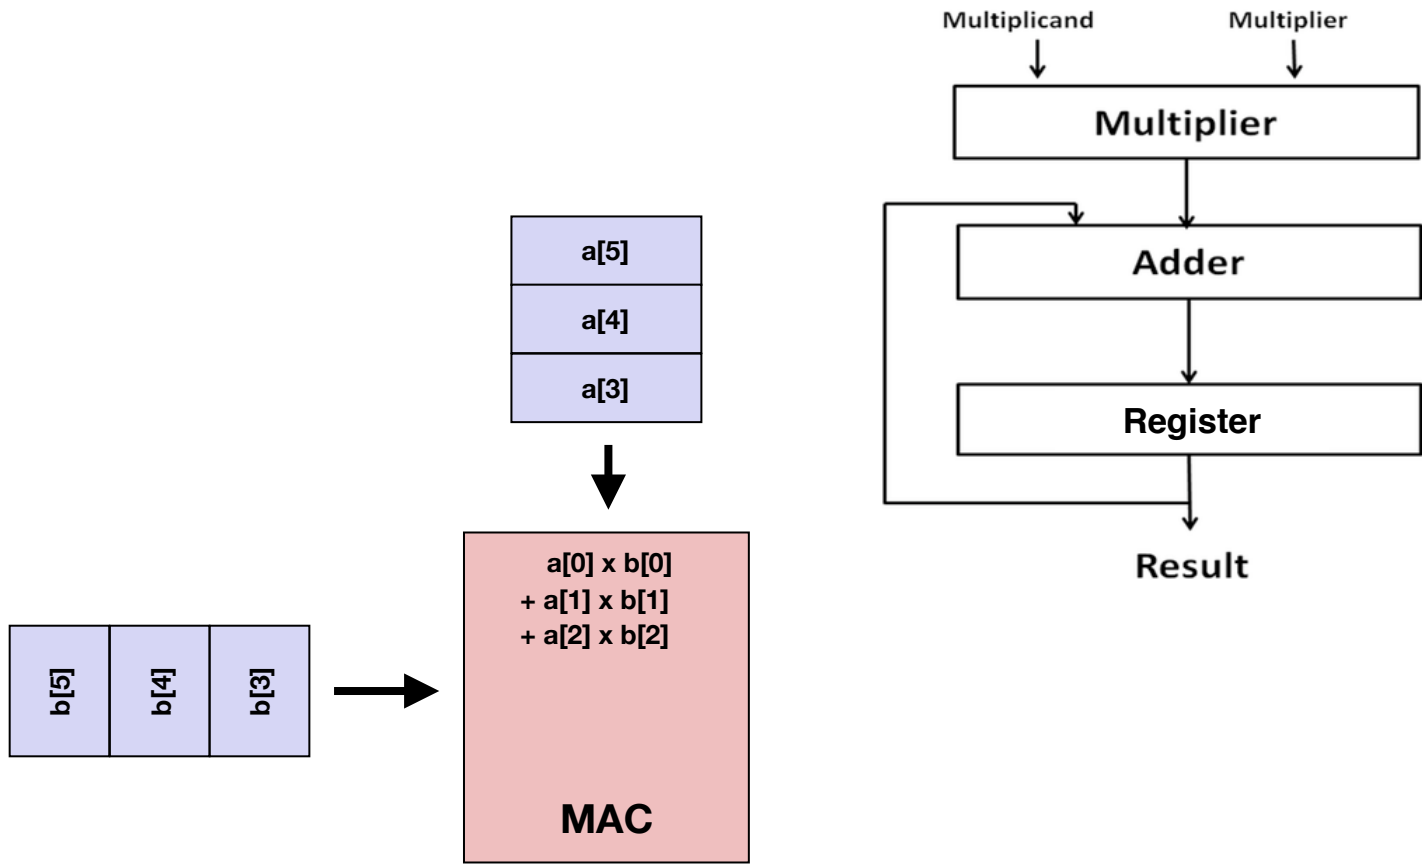 Multiplicand
Multiplier
Multiplier
Adder
Register
Result
a[5]
a[4]
a[3]
b[5]
b[4]
b[3]
a[0] x b[0]
+ a[1] x b[1]
+ a[2] x b[2]
MAC